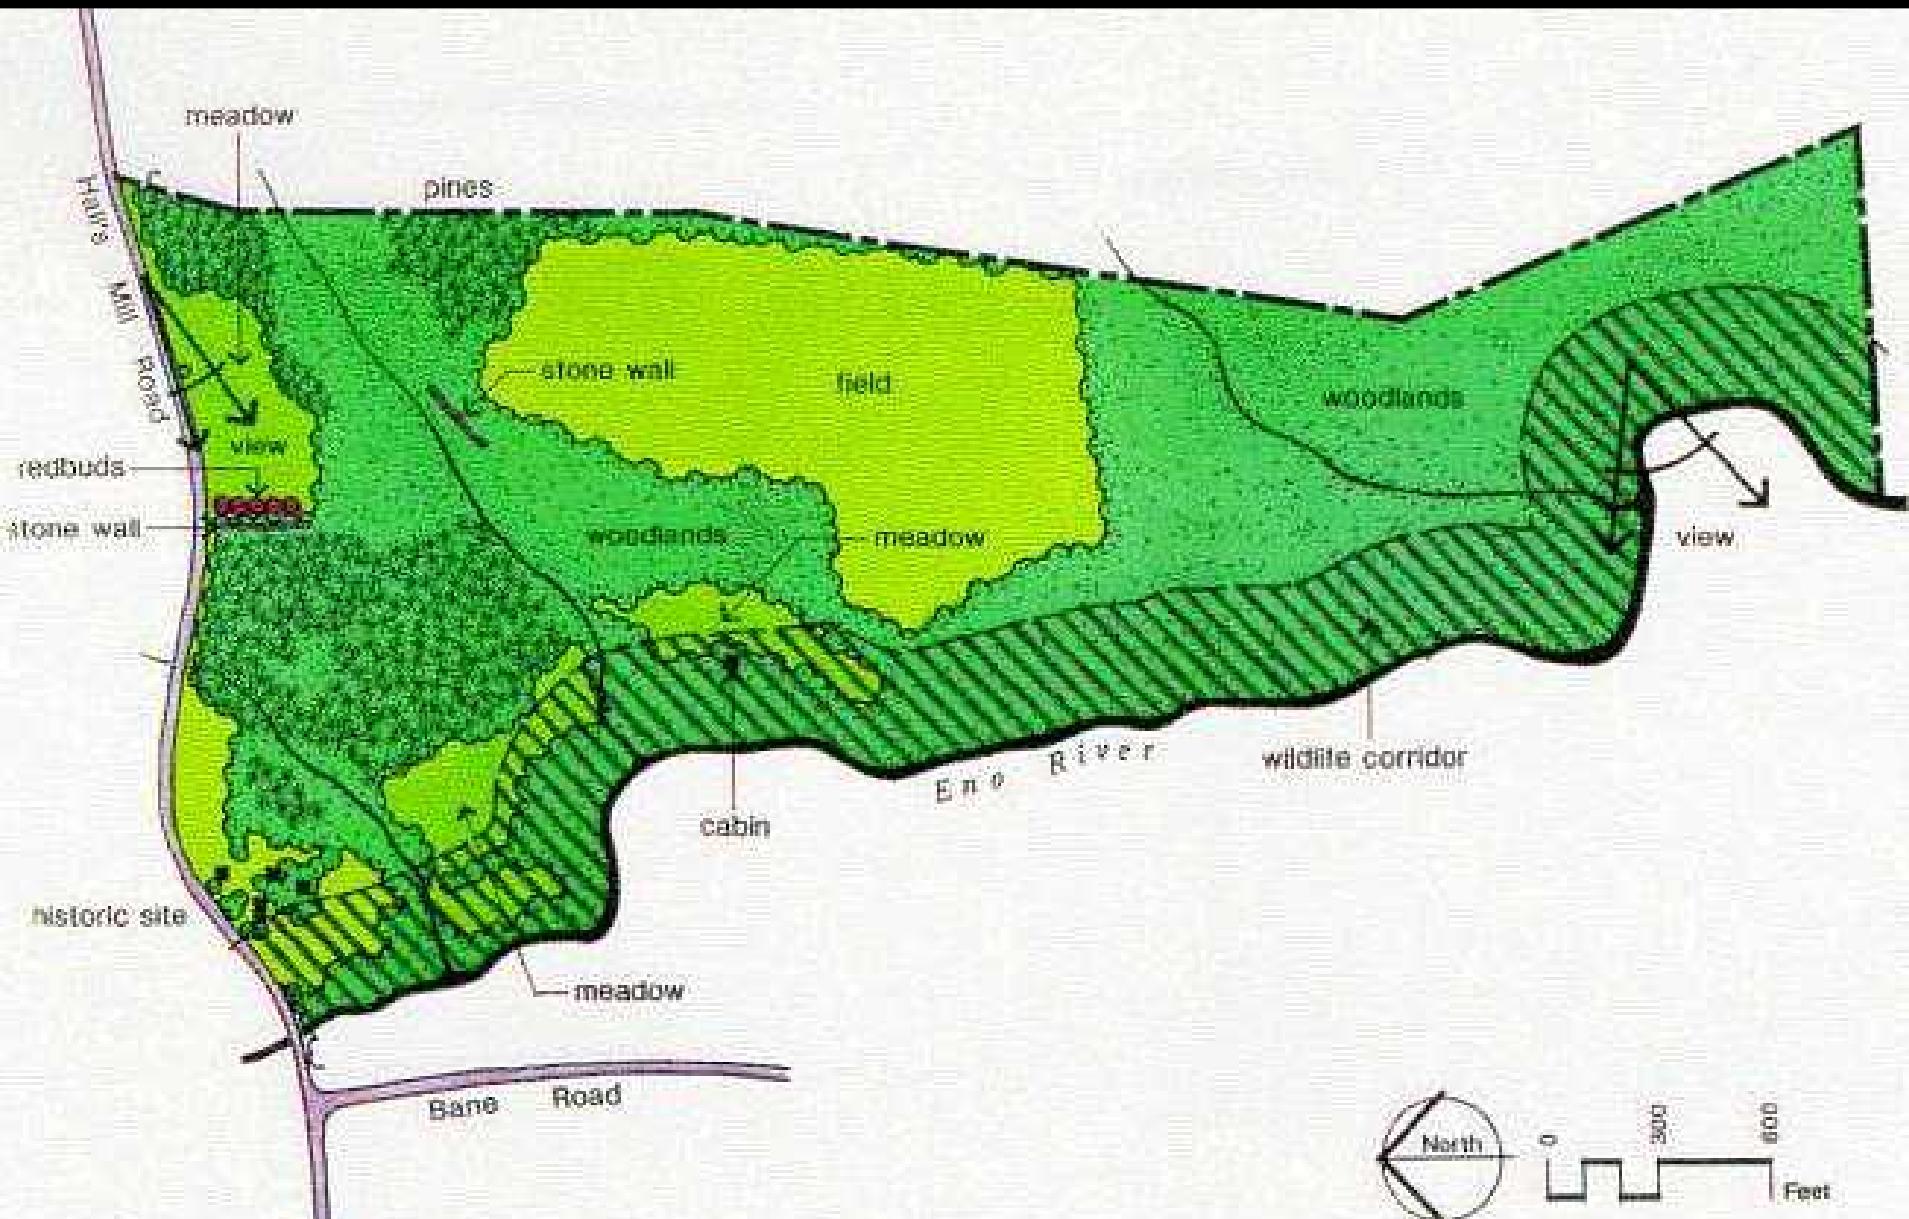 meadow
pines
Hall's Mill Road
stone wall
field
woodlands
view
redbuds
stone wall
woodlands
meadow
view
Eno River
wildlife corridor
cabin
historic site
meadow
Bane Road
North
0
300
600
Feet